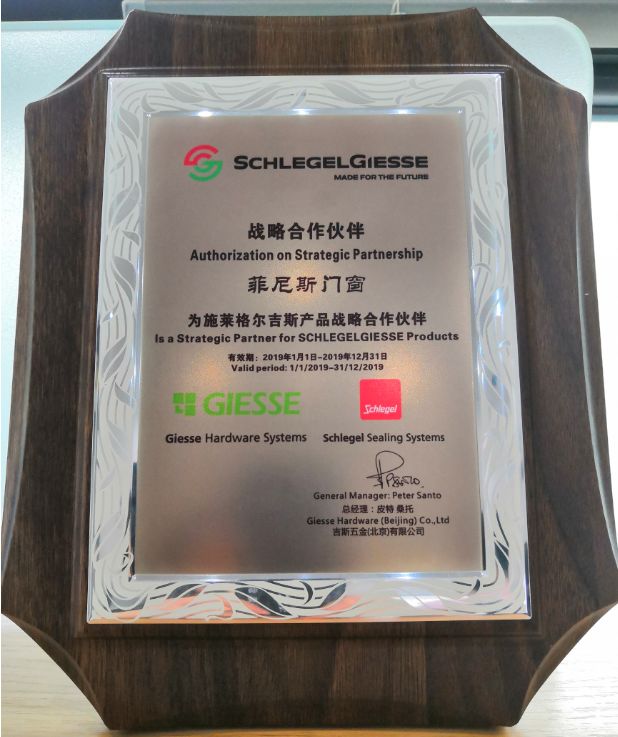 SCHLEGELGIESSE
MADE FOR THE FUTURE
战略合作伙伴
Authorization on Strategic Partnership
菲尼斯门窗
为施莱格尔吉斯产品战略合作伙伴
Is a Strategic Partner for SCHLEGELGIESSE Products
有效期：2019年1月1日-2019年12月31日
Valid period: 1/1/2019-31/12/2019
GIESSE
Schlegel
Giesse Hardware Systems
Schlegel Sealing Systems
General Manager: Peter Santo
总经理：皮特 桑托
Giesse Hardware (Beijing) Co.,Ltd
吉斯五金(北京)有限公司